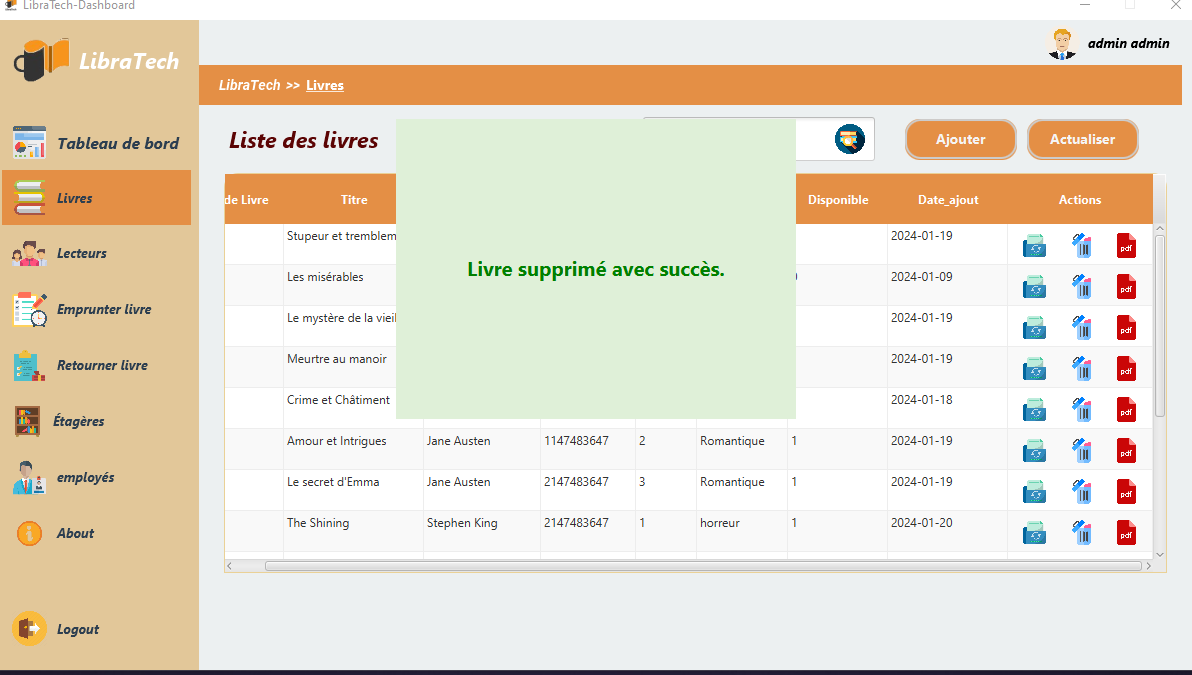 LibraTech-Dashboard
LibraTech
admin admin
LibraTech >> Livres
Tableau de bord
Livres
Lecteurs
Emprunter livre
Retourner livre
Étagères
employés
About
Logout
Liste des livres
Ajouter
Actualiser
de Livre Titre Disponible Date_ajout Actions
Stupeur et tremblem 2024-01-19 pdf
Les misérables 2024-01-09 pdf
Le mystère de la vieil 2024-01-19 pdf
Meurtre au manoir 2024-01-19 pdf
Crime et Châtiment 2024-01-18 pdf
Amour et Intrigues Jane Austen 1147483647 2 Romantique 1 2024-01-19 pdf
Le secret d'Emma Jane Austen 2147483647 3 Romantique 1 2024-01-19 pdf
The Shining Stephen King 2147483647 1 horreur 1 2024-01-20 pdf
Livre supprimé avec succès.